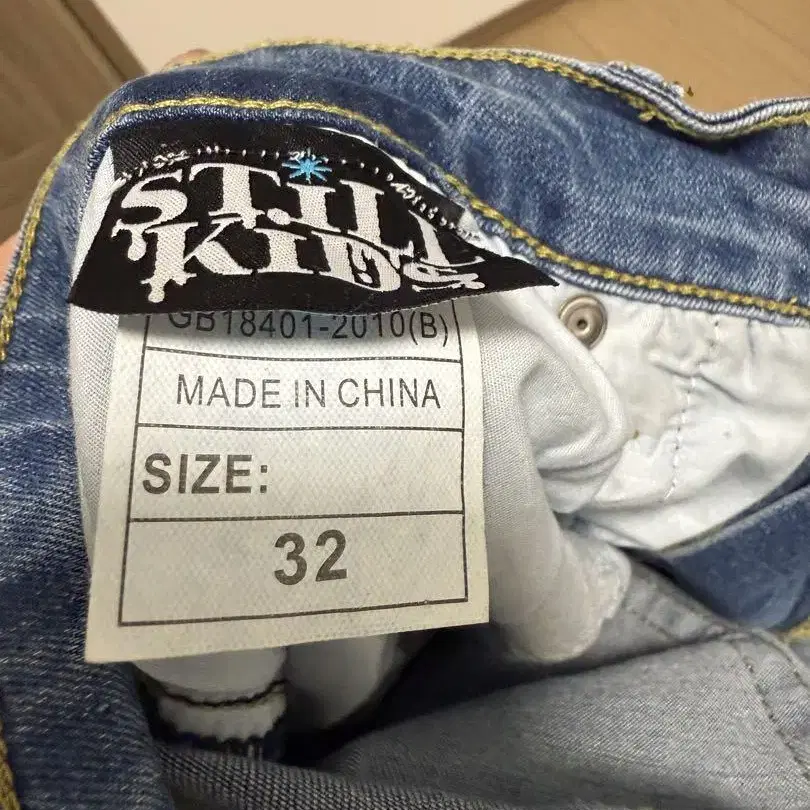 STiLL
KiDS
GB18401-2010(B)
MADE IN CHINA
SIZE:
32